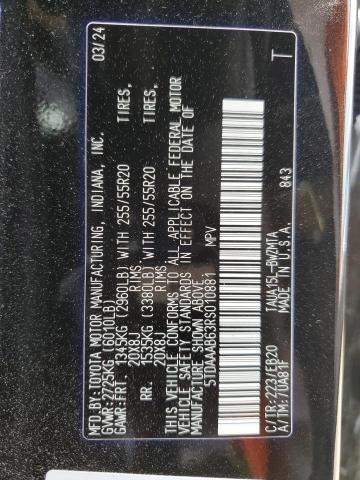 MFD.BY:TOYOTA MOTOR MANUFACTURING, INDIANA, INC. 03/24
GVWR:2725KG(6010LB)
GAWR:FRT. 1345KG(2960LB) WITH 255/55R20 TIRES,
20X8J RIMS
RR. 1535KG(3380LB) WITH 255/55R20 TIRES,
20X8J RIMS
THIS VEHICLE CONFORMS TO ALL APPLICABLE FEDERAL MOTOR
VEHICLE SAFETY STANDARDS IN EFFECT ON THE DATE OF
MANUFACTURE SHOWN ABOVE.
5TDAAAB63RS010881 MPV
C/TR:223/EB20 TAUA15L-BWZMTA
A/TM:/UA81F MADE IN U.S.A. 843
T